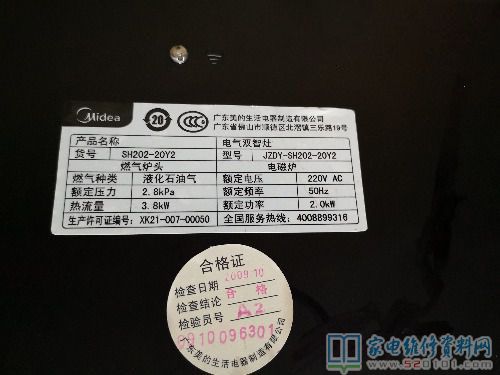 Midea
20
广东美的生活电器制造有限公司
广东省佛山市顺德区北滘镇三乐路19号
产品名称 电气双智灶
货号 SH202-20Y2 型号 JZDY-SH202-20Y2
燃气炉头 电磁炉
燃气种类 液化石油气 额定电压 220V AC
额定压力 2.8kPa 额定频率 50Hz
热流量 3.8kW 额定功率 2.0kW
生产许可证编号: XK21-007-00050 全国服务热线: 4008899316
合格证
检查日期 2009.10
检查结论 合格
检验员号 A2
0910096301
广东美的生活电器制造有限公司
家电维修资料网
www.520101.com